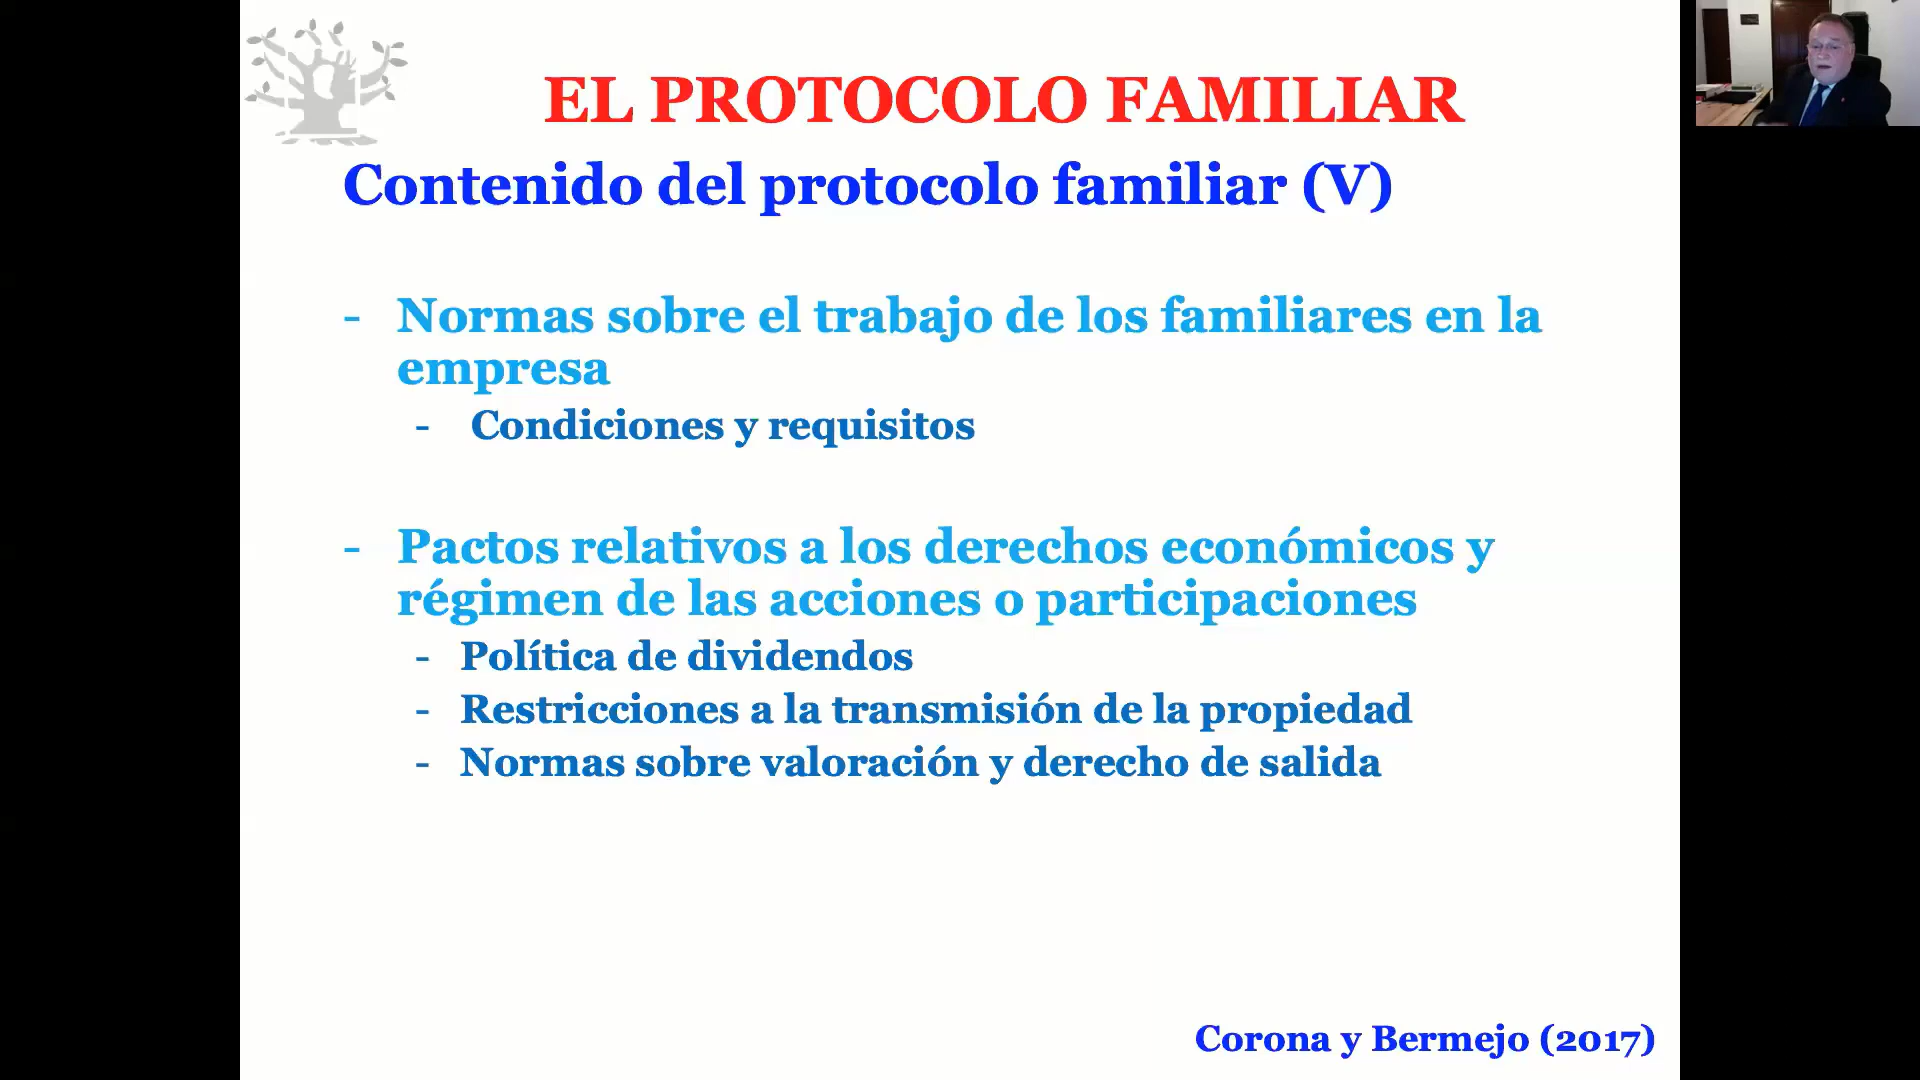 EL PROTOCOLO FAMILIAR
Contenido del protocolo familiar (V)
- Normas sobre el trabajo de los familiares en la
empresa
- Condiciones y requisitos
- Pactos relativos a los derechos económicos y
régimen de las acciones o participaciones
- Política de dividendos
- Restricciones a la transmisión de la propiedad
- Normas sobre valoración y derecho de salida
Corona y Bermejo (2017)